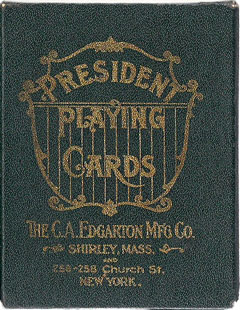 PRESIDENT
PLAYING
CARDS
THE C.A. EDGARTON MFG CO.
SHIRLEY, MASS.
AND
256-258 Church St,
NEW YORK.